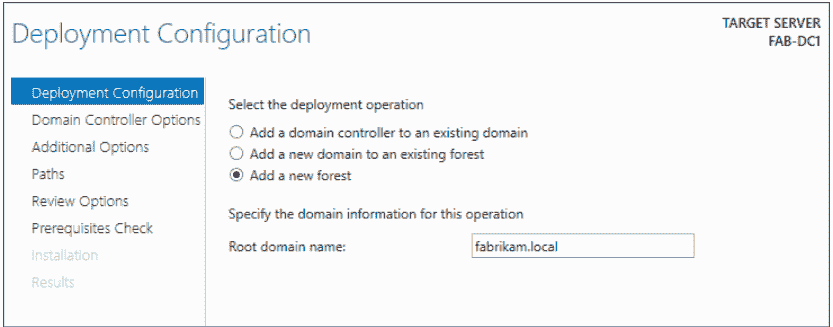 Deployment Configuration
TARGET SERVER
FAB-DC1
Deployment Configuration
Domain Controller Options
Additional Options
Paths
Review Options
Prerequisites Check
Installation
Results
Select the deployment operation
Add a domain controller to an existing domain
Add a new domain to an existing forest
Add a new forest
Specify the domain information for this operation
Root domain name: fabrikam.local